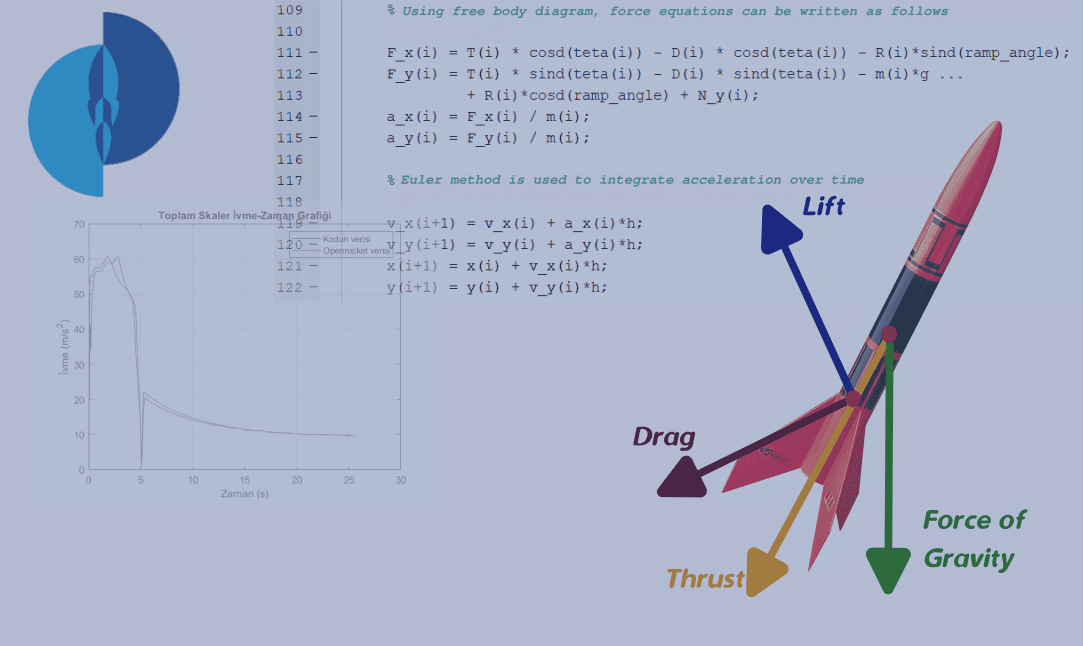 109 % Using free body diagram, force equations can be written as follows
110
111 — F_x(i) = T(i) * cosd(teta(i)) – D(i) * cosd(teta(i)) – R(i)*sind(ramp_angle);
112 — F_y(i) = T(i) * sind(teta(i)) – D(i) * sind(teta(i)) – m(i)*g ...
113 + R(i)*cosd(ramp_angle) + N_y(i);
114 — a_x(i) = F_x(i) / m(i);
115 — a_y(i) = F_y(i) / m(i);
116
117 % Euler method is used to integrate acceleration over time
118
119 — v_x(i+1) = v_x(i) + a_x(i)*h;
120 — v_y(i+1) = v_y(i) + a_y(i)*h;
121 — x(i+1) = x(i) + v_x(i)*h;
122 — y(i+1) = y(i) + v_y(i)*h;
Toplam Skaler İvme-Zaman Grafiği
Kodun verisi
Openrocket verisi
70
60
50
40
30
20
10
0
İvme (m/s²)
0 5 10 15 20 25 30
Zaman (s)
Lift
Drag
Thrust
Force of
Gravity